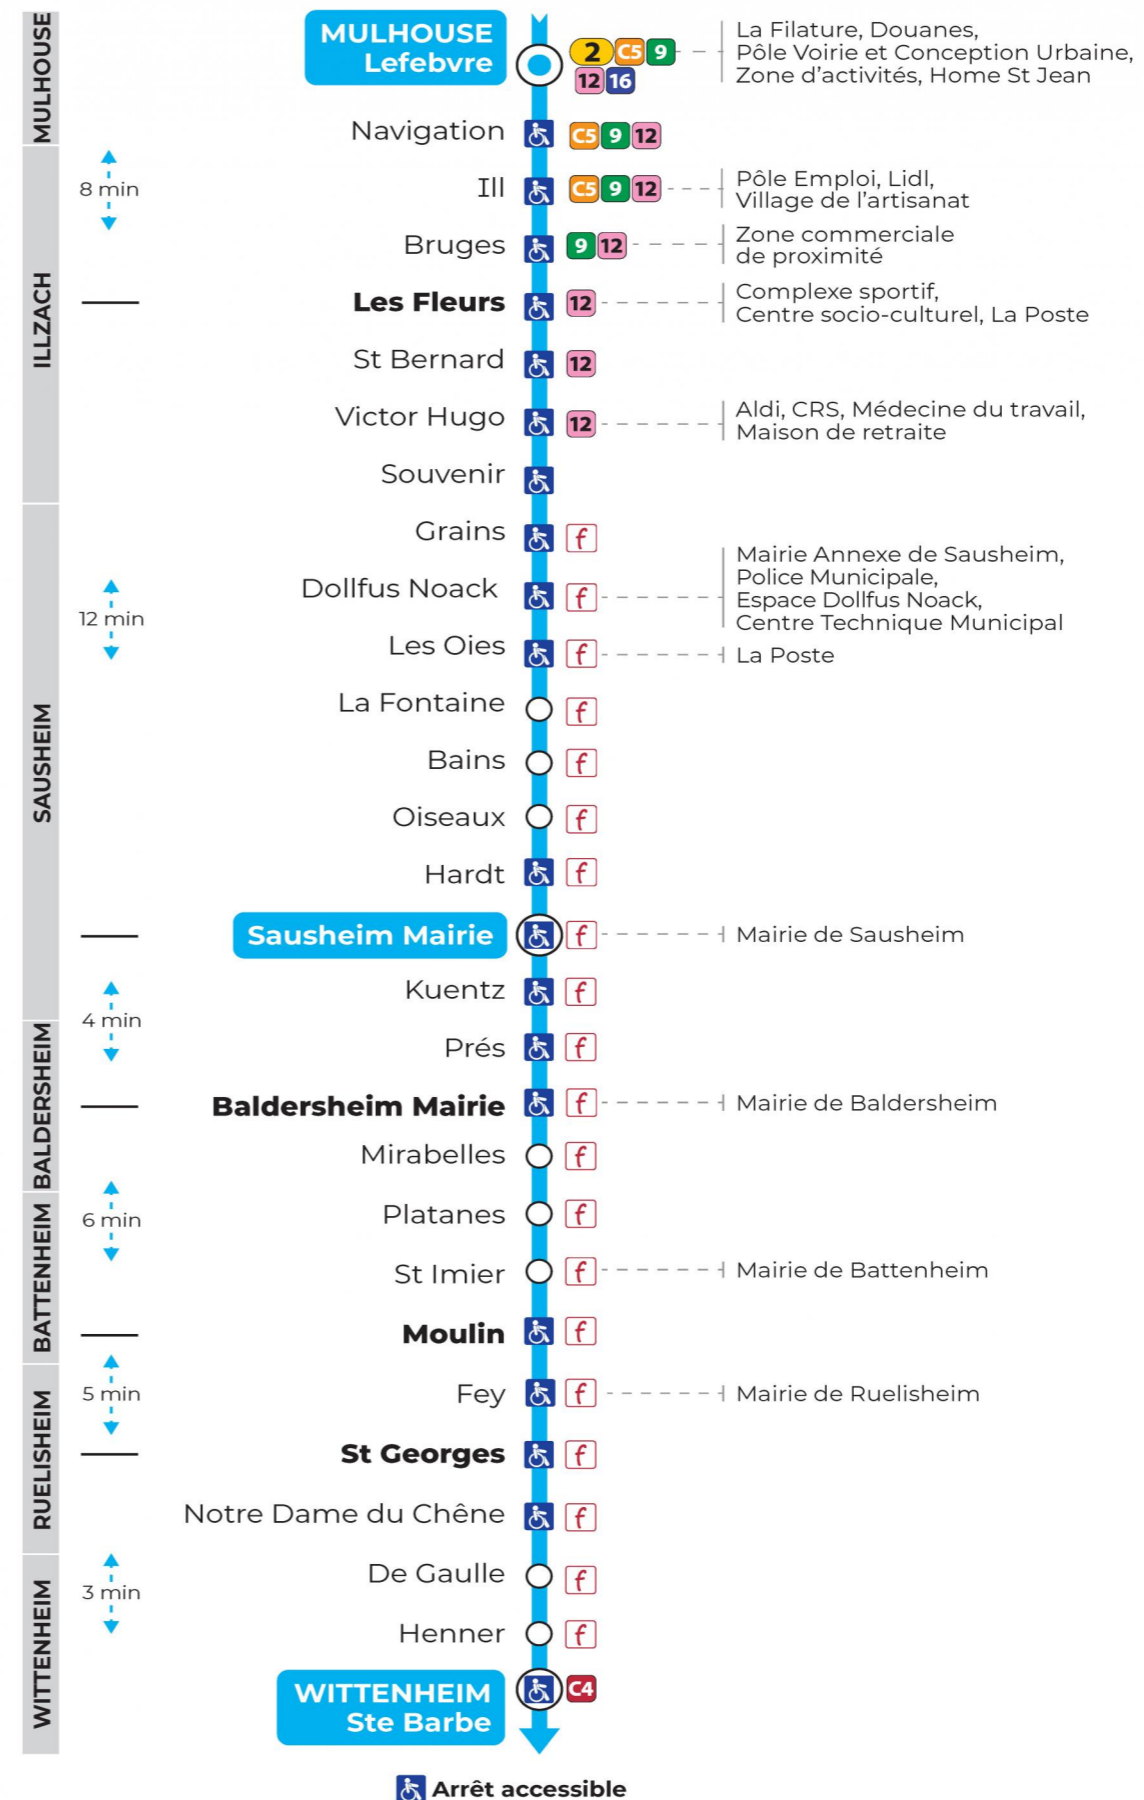 MULHOUSE
MULHOUSE
Lefebvre
2 C5 9
12 16
La Filature, Douanes,
Pôle Voirie et Conception Urbaine,
Zone d'activités, Home St Jean
Navigation
C5 9 12
8 min
Ill
C5 9 12
Pôle Emploi, Lidl,
Village de l'artisanat
Bruges
9 12
Zone commerciale
de proximité
ILLZACH
Les Fleurs
12
Complexe sportif,
Centre socio-culturel, La Poste
St Bernard
12
Victor Hugo
12
Aldi, CRS, Médecine du travail,
Maison de retraite
Souvenir
Grains
f
12 min
Dollfus Noack
f
Mairie Annexe de Sausheim,
Police Municipale,
Espace Dollfus Noack,
Centre Technique Municipal
Les Oies
f
La Poste
La Fontaine
f
SAUSHEIM
Bains
f
Oiseaux
f
Hardt
f
Sausheim Mairie
f
Mairie de Sausheim
Kuentz
f
4 min
Prés
f
BALDERSHEIM
Baldersheim Mairie
f
Mairie de Baldersheim
Mirabelles
f
6 min
Platanes
f
BATTENHEIM
St Imier
f
Mairie de Battenheim
Moulin
f
5 min
Fey
f
Mairie de Ruelisheim
RUELISHEIM
St Georges
f
Notre Dame du Chêne
f
De Gaulle
f
3 min
Henner
f
WITTENHEIM
WITTENHEIM
Ste Barbe
C4
Arrêt accessible